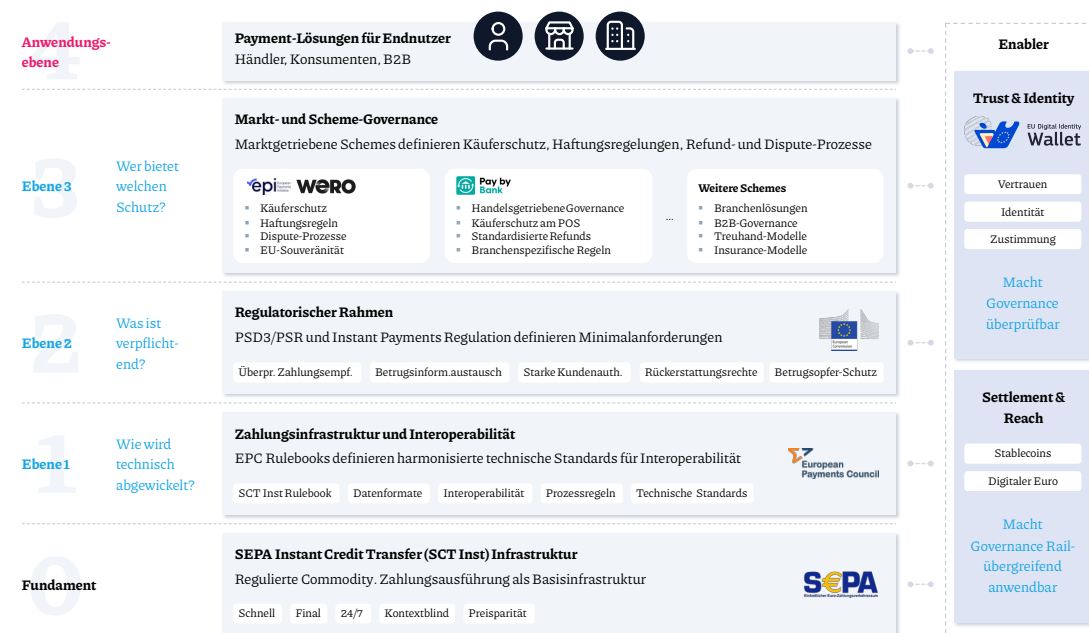 4
Anwendungs-
ebene
Payment-Lösungen für Endnutzer
Händler, Konsumenten, B2B
3
Ebene 3
Wer bietet
welchen
Schutz?
Markt- und Scheme-Governance
Marktgetriebene Schemes definieren Käuferschutz, Haftungsregelungen, Refund- und Dispute-Prozesse
epi
WERO
Käuferschutz
Haftungsregeln
Dispute-Prozesse
EU-Souveränität
Pay by
Bank
Handelsgetriebene Governance
Käuferschutz am POS
Standardisierte Refunds
Branchenspezifische Regeln
...
Weitere Schemes
Branchenlösungen
B2B-Governance
Treuhand-Modelle
Insurance-Modelle
2
Ebene 2
Was ist
verpflicht-
end?
Regulatorischer Rahmen
PSD3/PSR und Instant Payments Regulation definieren Minimalanforderungen
European
Commission
Überpr. Zahlungsempf.
Betrugsinform.austausch
Starke Kundenauth.
Rückerstattungsrechte
Betrugsopfer-Schutz
1
Ebene 1
Wie wird
technisch
abgewickelt?
Zahlungsinfrastruktur und Interoperabilität
EPC Rulebooks definieren harmonisierte technische Standards für Interoperabilität
European
Payments Council
SCT Inst Rulebook
Datenformate
Interoperabilität
Prozessregeln
Technische Standards
0
Fundament
SEPA Instant Credit Transfer (SCT Inst) Infrastruktur
Regulierte Commodity. Zahlungsausführung als Basisinfrastruktur
S€PA
Schnell
Final
24/7
Kontextblind
Preisparität
Enabler
Trust & Identity
EU Digital Identity
Wallet
Vertrauen
Identität
Zustimmung
Macht
Governance
überprüfbar
Settlement &
Reach
Stablecoins
Digitaler Euro
Macht
Governance Rail-
übergreifend
anwendbar